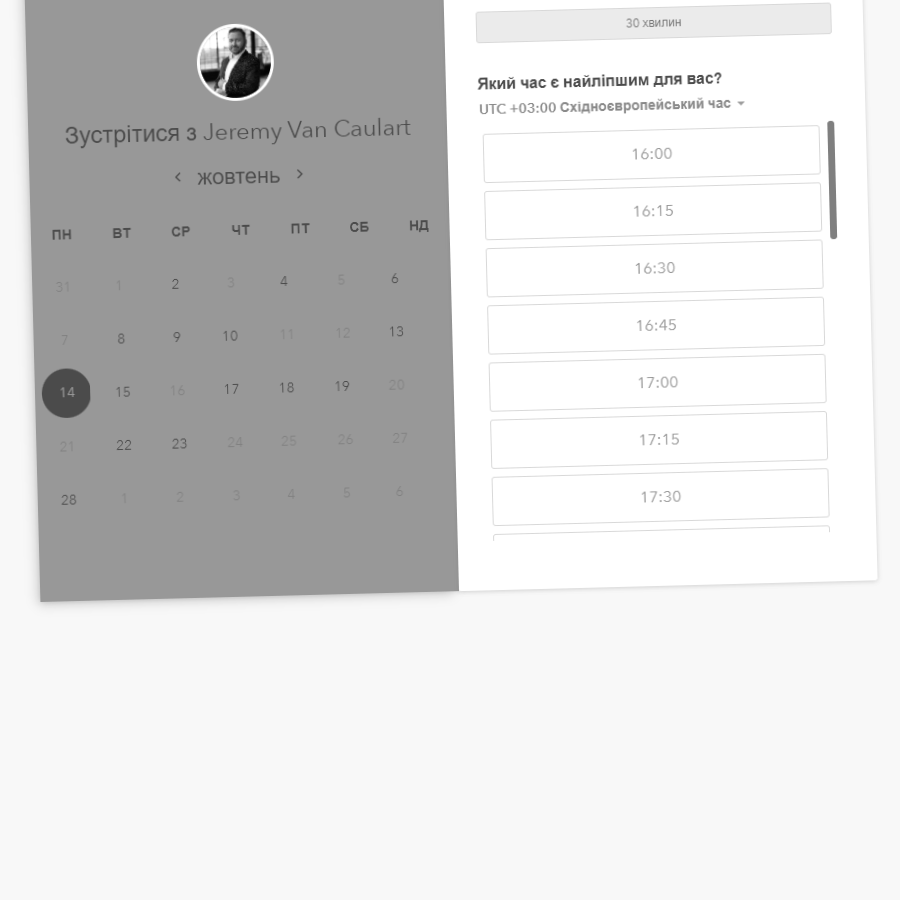 Зустрітися з Jeremy Van Caulart
‹ жовтень ›
ПН ВТ СР ЧТ ПТ СБ НД
31 1 2 3 4 5 6
7 8 9 10 11 12 13
14 15 16 17 18 19 20
21 22 23 24 25 26 27
28 1 2 3 4 5 6
30 хвилин
Який час є найліпшим для вас?
UTC +03:00 Східноєвропейський час
16:00
16:15
16:30
16:45
17:00
17:15
17:30